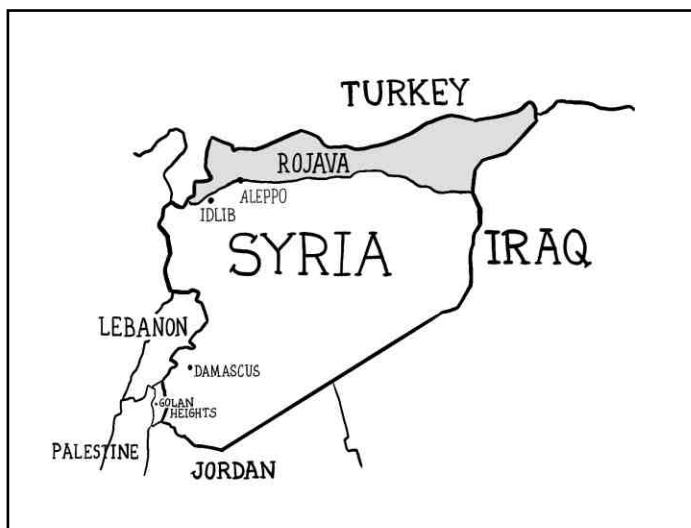 TURKEY
ROJAVA
ALEPPO
IDLIB
SYRIA
IRAQ
LEBANON
DAMASCUS
GOLAN
HEIGHTS
PALESTINE
JORDAN